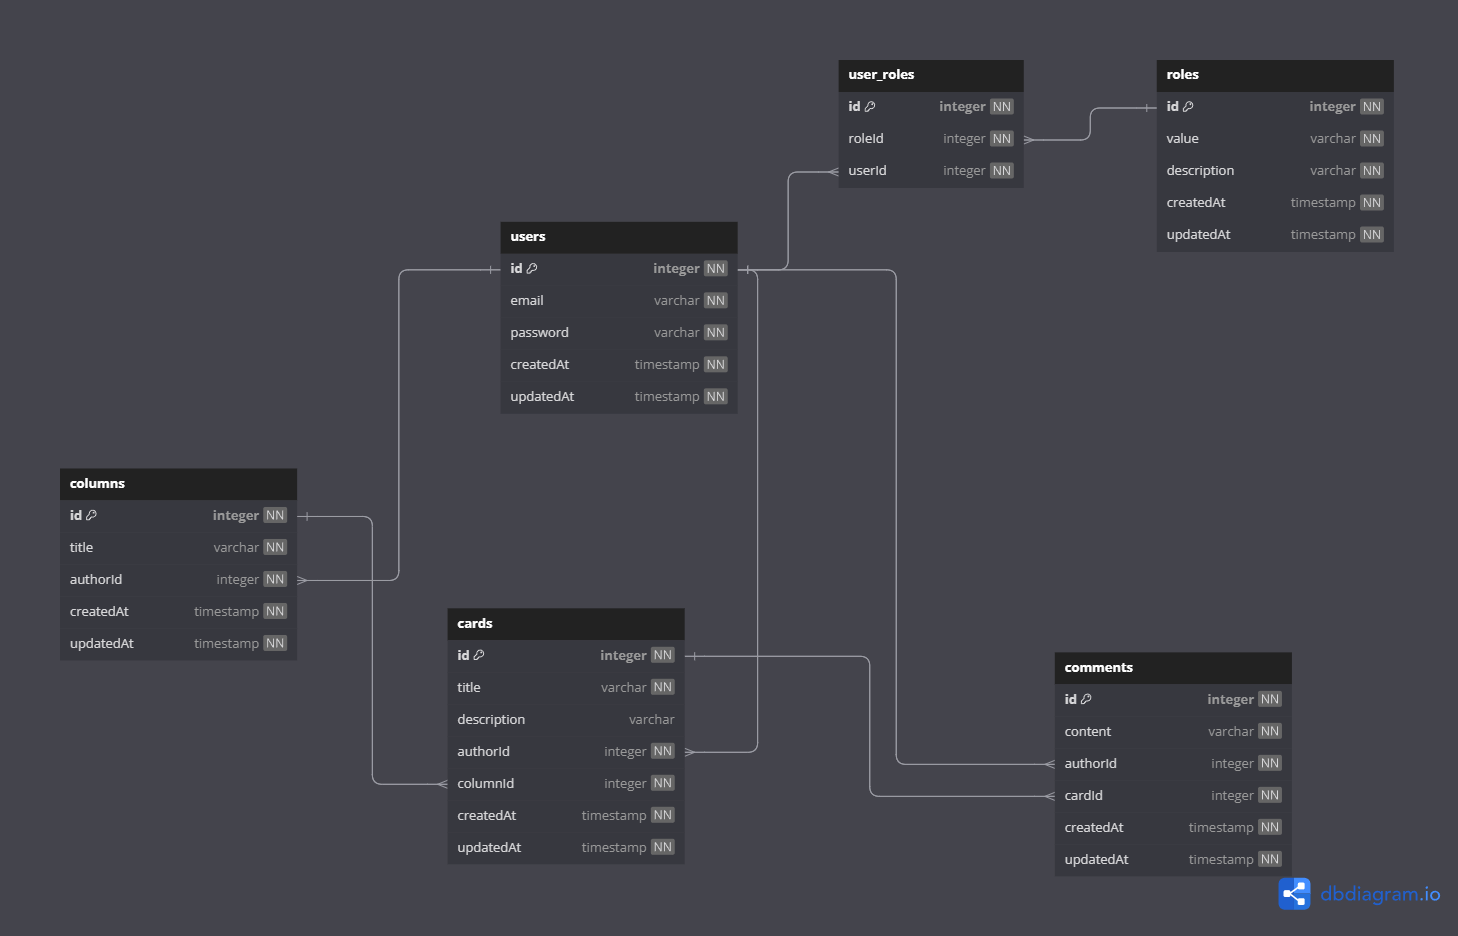 user_roles
id integer NN
roleId integer NN
userId integer NN
roles
id integer NN
value varchar NN
description varchar NN
createdAt timestamp NN
updatedAt timestamp NN
users
id integer NN
email varchar NN
password varchar NN
createdAt timestamp NN
updatedAt timestamp NN
columns
id integer NN
title varchar NN
authorId integer NN
createdAt timestamp NN
updatedAt timestamp NN
cards
id integer NN
title varchar NN
description varchar
authorId integer NN
columnId integer NN
createdAt timestamp NN
updatedAt timestamp NN
comments
id integer NN
content varchar NN
authorId integer NN
cardId integer NN
createdAt timestamp NN
updatedAt timestamp NN
dbdiagram.io